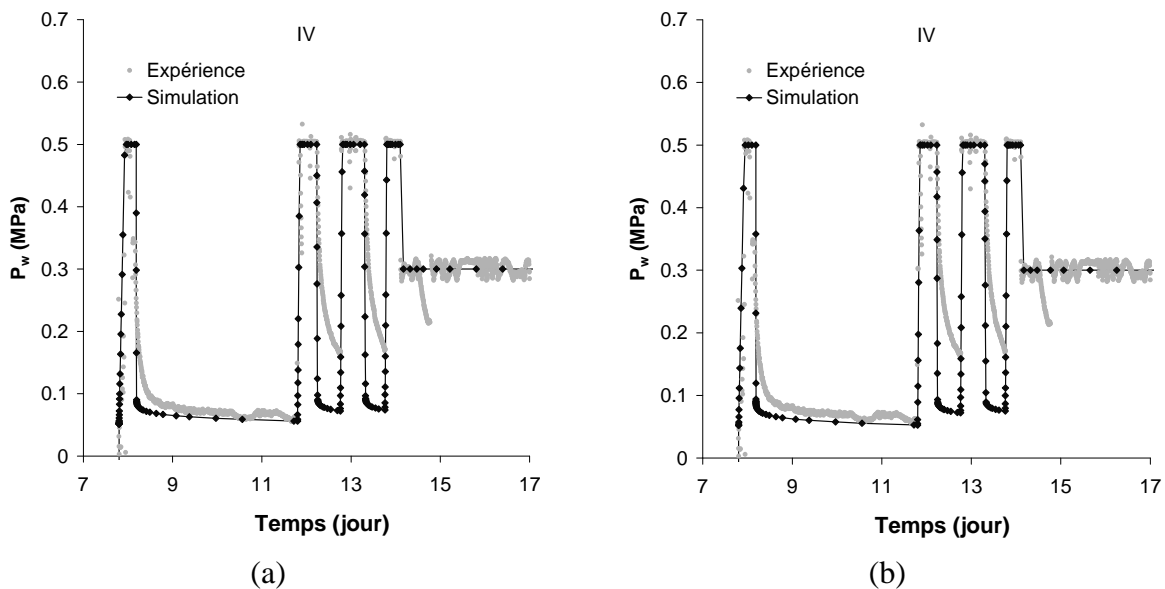 0.7
0.6
0.5
0.4
0.3
0.2
0.1
0
P_w (MPa)
IV
Expérience
Simulation
7 9 11 13 15 17
Temps (jour)
(a)
0.7
0.6
0.5
0.4
0.3
0.2
0.1
0
P_w (MPa)
IV
Expérience
Simulation
7 9 11 13 15 17
Temps (jour)
(b)